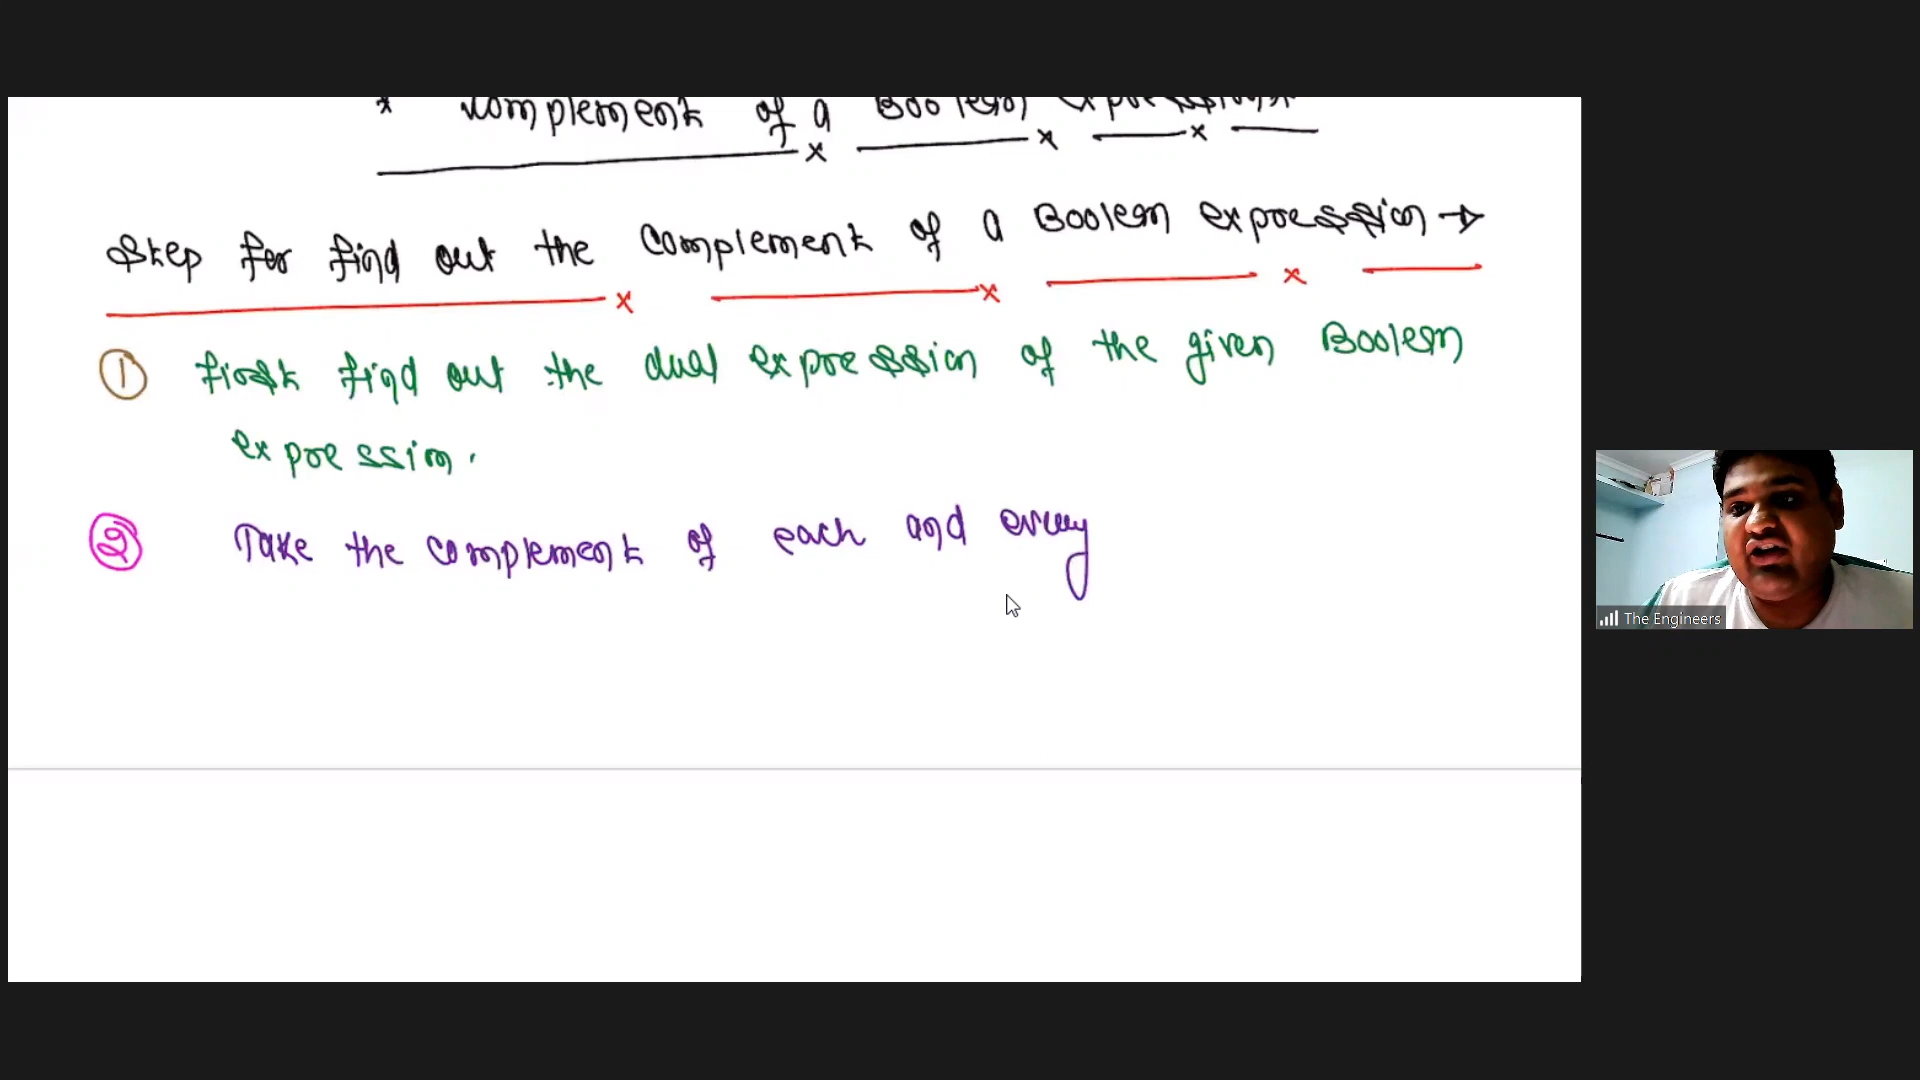 * Complement of a Boolean expression
Step for find out the complement of a Boolean expression →
① first find out the dual expression of the given Boolean
expression.
② Take the complement of each and every
The Engineers